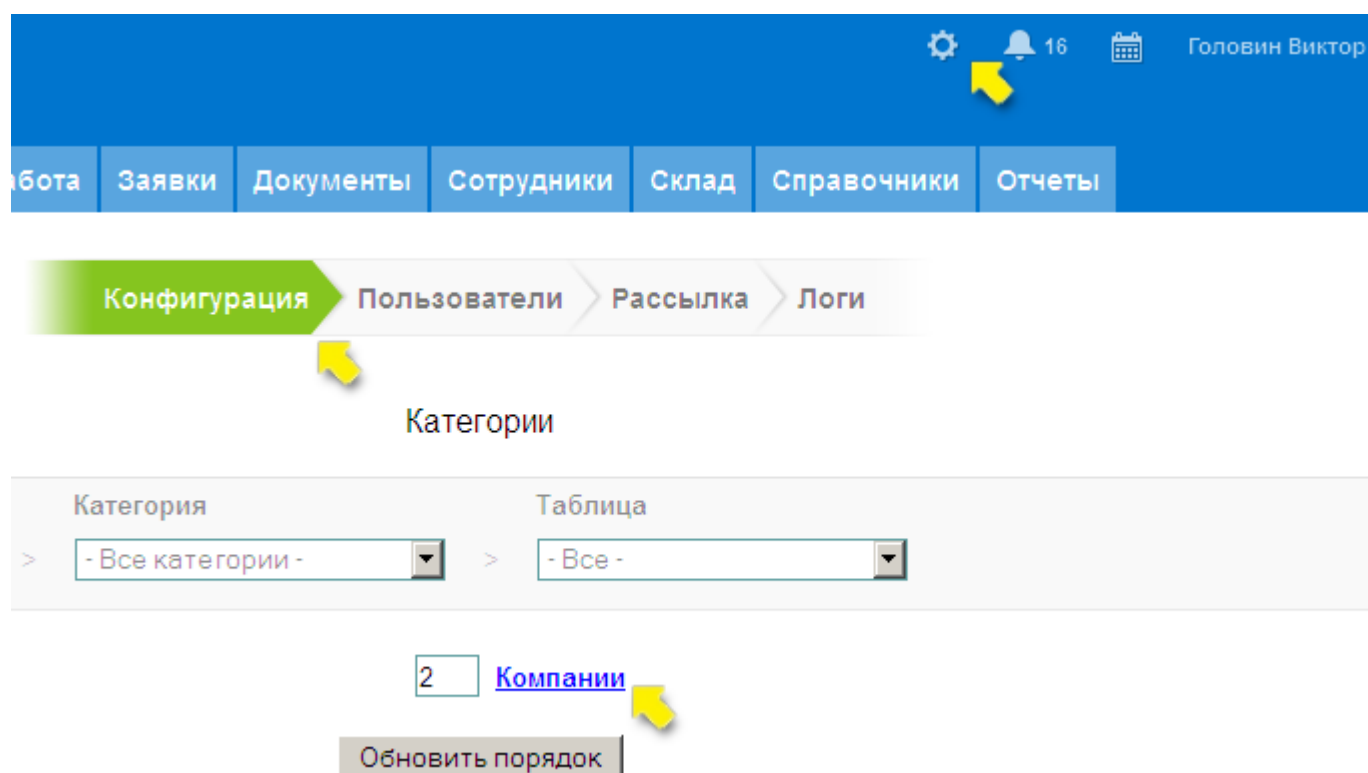 16 Головин Виктор
абота Заявки Документы Сотрудники Склад Справочники Отчеты
Конфигурация Пользователи Рассылка Логи
Категории
Категория Таблица
> - Все категории - > - Все -
2 Компании
Обновить порядок